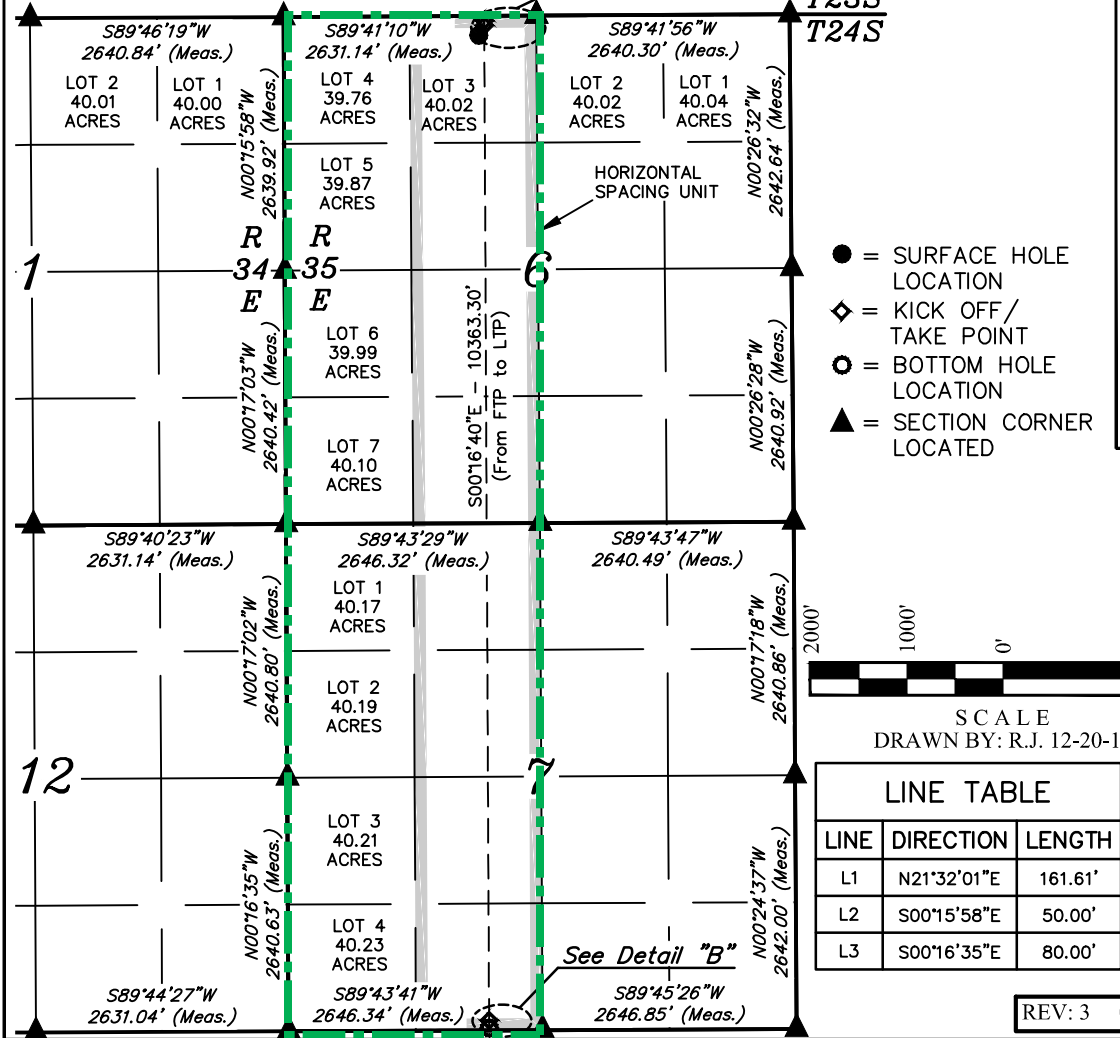 T23S
T24S
S89°46'19"W
2640.84' (Meas.)
S89°41'10"W
2631.14' (Meas.)
S89°41'56"W
2640.30' (Meas.)
LOT 2
40.01
ACRES
LOT 1
40.00
ACRES
LOT 4
39.76
ACRES
LOT 3
40.02
ACRES
LOT 2
40.02
ACRES
LOT 1
40.04
ACRES
N00°15'58"W
2639.92' (Meas.)
N00°26'32"W
2642.64' (Meas.)
LOT 5
39.87
ACRES
HORIZONTAL
SPACING UNIT
R
34
E
R
35
E
1
6
LOT 6
39.99
ACRES
S00°16'40"E - 10363.30'
(From FTP to LTP)
N00°17'03"W
2640.42' (Meas.)
N00°26'28"W
2640.92' (Meas.)
LOT 7
40.10
ACRES
= SURFACE HOLE
LOCATION
= KICK OFF/
TAKE POINT
= BOTTOM HOLE
LOCATION
= SECTION CORNER
LOCATED
S89°40'23"W
2631.14' (Meas.)
S89°43'29"W
2646.32' (Meas.)
S89°43'47"W
2640.49' (Meas.)
LOT 1
40.17
ACRES
N00°17'02"W
2640.80' (Meas.)
N00°17'18"W
2640.86' (Meas.)
LOT 2
40.19
ACRES
12
7
LOT 3
40.21
ACRES
N00°16'35"W
2640.63' (Meas.)
N00°24'37"W
2642.00' (Meas.)
LOT 4
40.23
ACRES
See Detail "B"
S89°44'27"W
2631.04' (Meas.)
S89°43'41"W
2646.34' (Meas.)
S89°45'26"W
2646.85' (Meas.)
2000' 1000' 0'
SCALE
DRAWN BY: R.J. 12-20-1
LINE TABLE
LINE DIRECTION LENGTH
L1 N21°32'01"E 161.61'
L2 S00°15'58"E 50.00'
L3 S00°16'35"E 80.00'
REV: 3